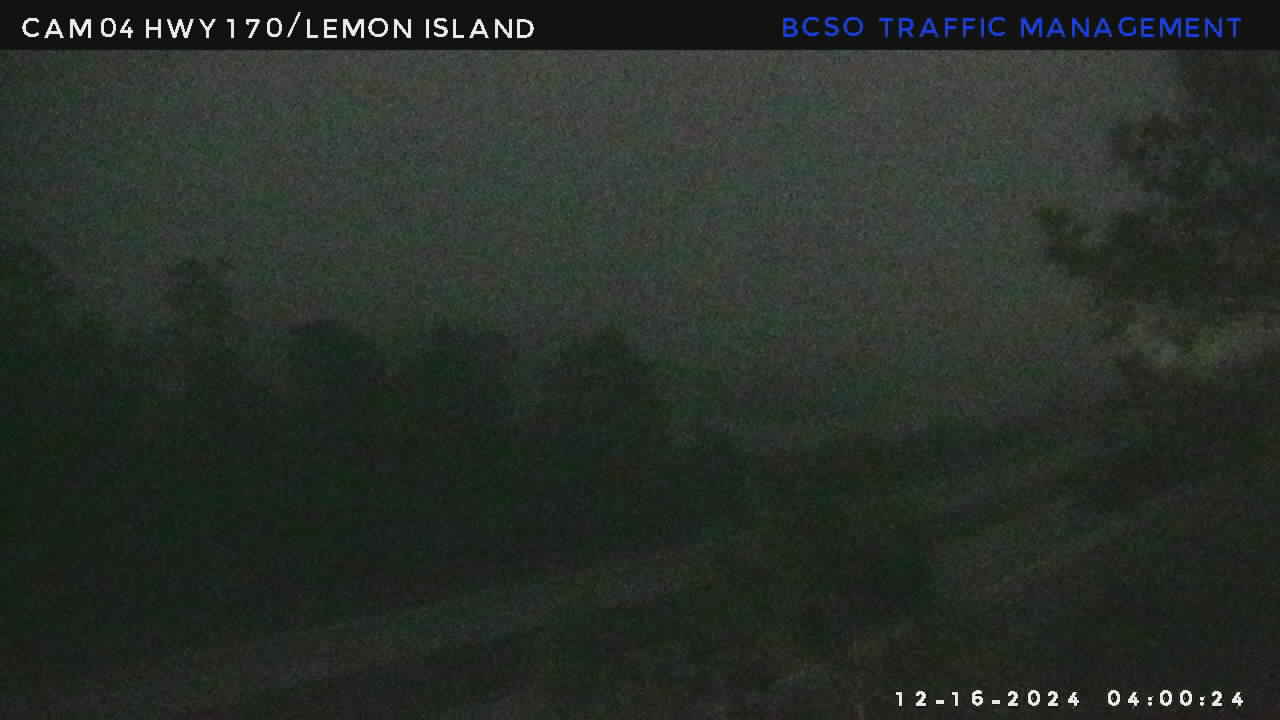 CAM04 HWY 170/LEMON ISLAND
BCSO TRAFFIC MANAGEMENT
12-16-2024 04:00:24